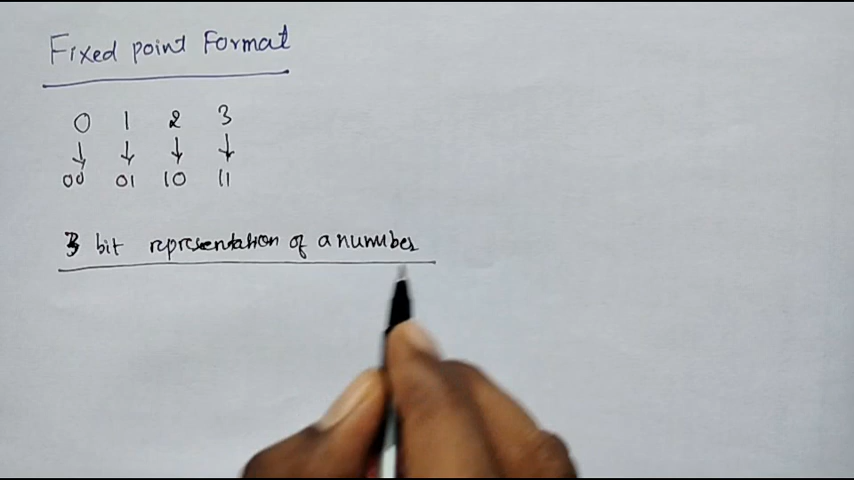 Fixed point Format
0 1 2 3
↓ ↓ ↓ ↓
00 01 10 11
3 bit representation of a number